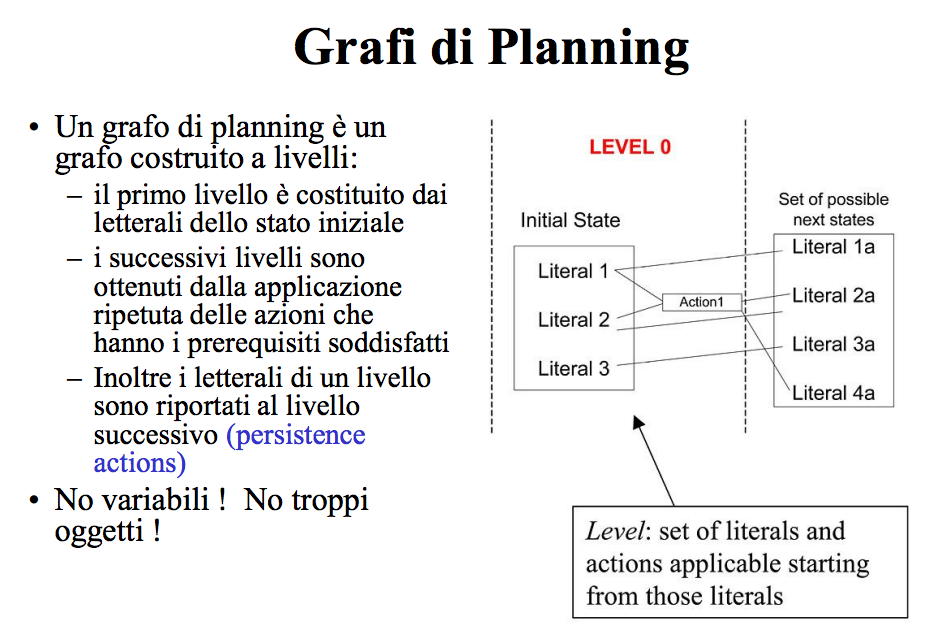 Grafi di Planning
• Un grafo di planning è un
grafo costruito a livelli:
– il primo livello è costituito dai
letterali dello stato iniziale
– i successivi livelli sono
ottenuti dalla applicazione
ripetuta delle azioni che
hanno i prerequisiti soddisfatti
– Inoltre i letterali di un livello
sono riportati al livello
successivo (persistence
actions)
• No variabili ! No troppi
oggetti !
LEVEL 0
Initial State
Literal 1
Literal 2
Literal 3
Action1
Set of possible
next states
Literal 1a
Literal 2a
Literal 3a
Literal 4a
Level: set of literals and
actions applicable starting
from those literals